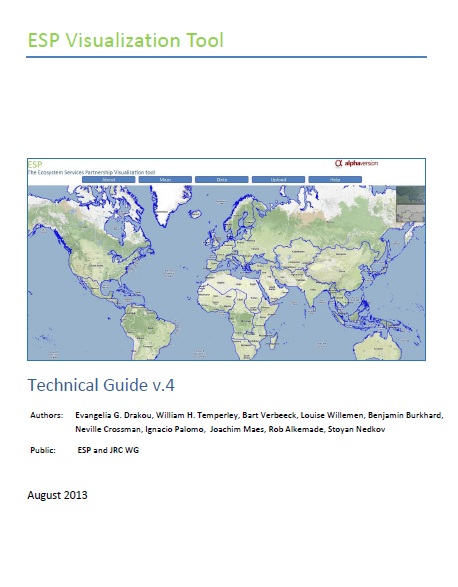 ESP Visualization Tool
ESP
α alphaversion
The Ecosystem Services Partnership Visualization tool
About Maps Data Upload Help
Technical Guide v.4
Authors: Evangelia G. Drakou, William H. Temperley, Bart Verbeeck, Louise Willemen, Benjamin Burkhard,
Neville Crossman, Ignacio Palomo, Joachim Maes, Rob Alkemade, Stoyan Nedkov
Public: ESP and JRC WG
August 2013